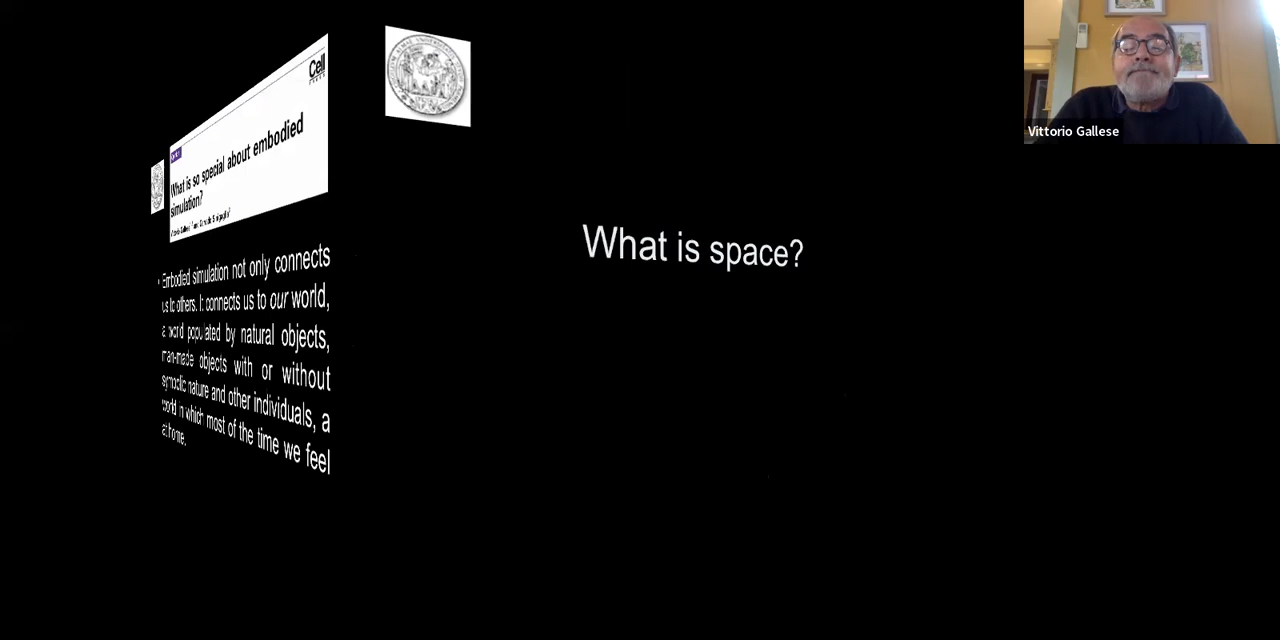 Cell
PRESS
What is so special about embodied
simulation?
Embodied simulation not only connects
us to others. It connects us to our world,
a world populated by natural objects,
man-made objects with or without
symbolic nature and other individuals, a
world in which most of the time we feel
at home.
What is space?
Vittorio Gallese